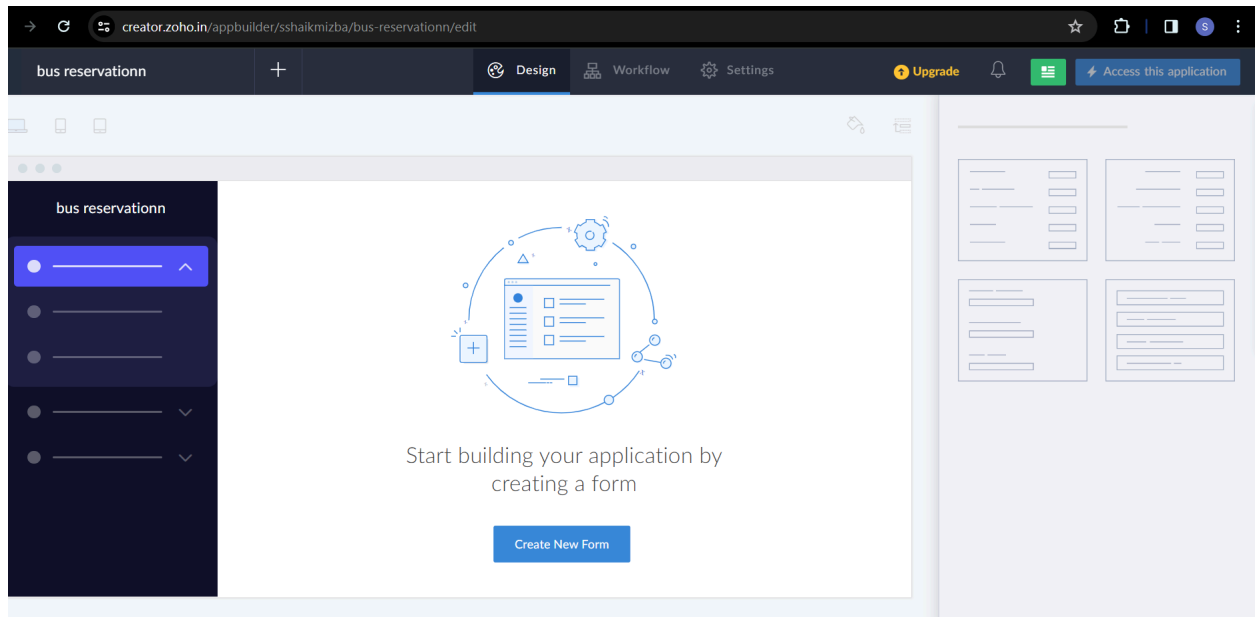 creator.zoho.in/appbuilder/sshaikmizba/bus-reservationn/edit
S
bus reservationn
Design
Workflow
Settings
Upgrade
Access this application
bus reservationn
Start building your application by
creating a form
Create New Form